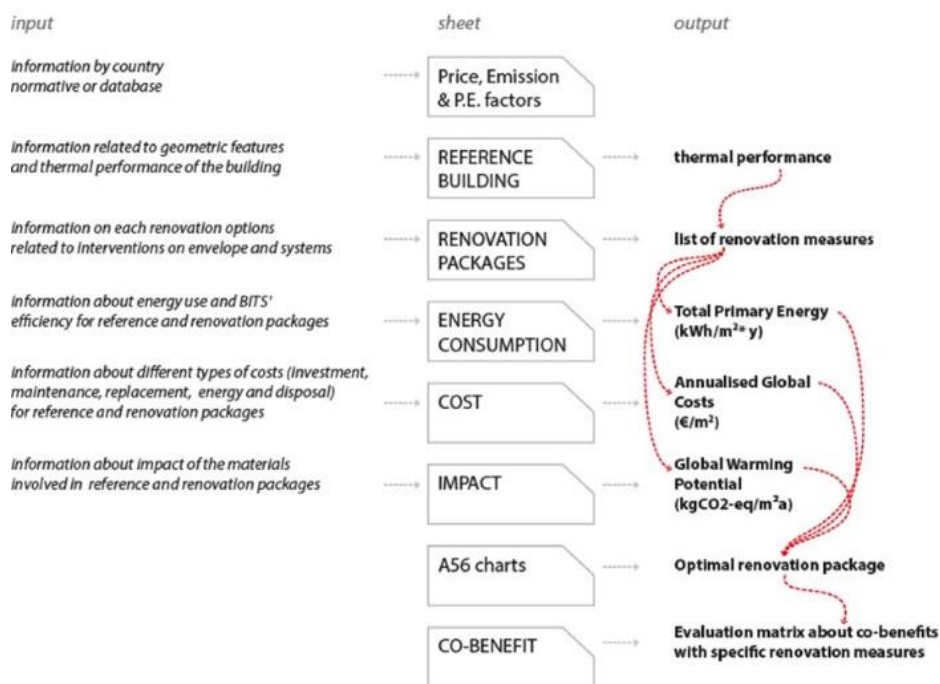 input sheet output
information by country
normative or database
Price, Emission
& P.E. factors
information related to geometric features
and thermal performance of the building
REFERENCE
BUILDING
thermal performance
information on each renovation options
related to interventions on envelope and systems
RENOVATION
PACKAGES
list of renovation measures
information about energy use and BITS'
efficiency for reference and renovation packages
ENERGY
CONSUMPTION
Total Primary Energy
(kWh/m²* y)
information about different types of costs (investment,
maintenance, replacement, energy and disposal)
for reference and renovation packages
COST
Annualised Global
Costs
(€/m²)
information about impact of the materials
involved in reference and renovation packages
IMPACT
Global Warming
Potential
(kgCO2-eq/m²a)
A56 charts
Optimal renovation package
CO-BENEFIT
Evaluation matrix about co-benefits
with specific renovation measures